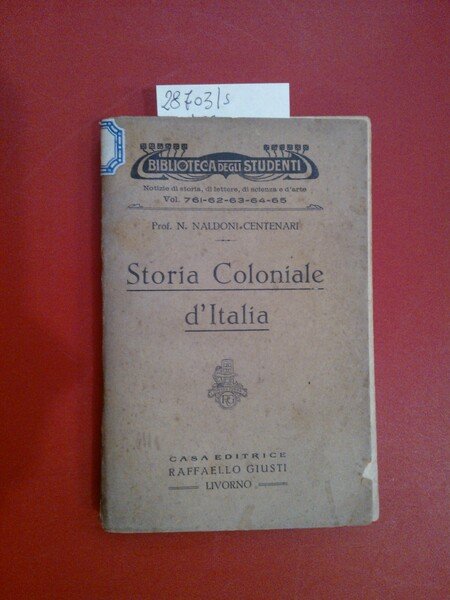 28703/s
BIBLIOTECA DEGLI STUDENTI
Notizie di storia, di lettere, di scienza e d'arte
Vol. 761-62-63-64-65
Prof. N. NALDONI-CENTENARI
Storia Coloniale
d'Italia
CASA EDITRICE
RAFFAELLO GIUSTI
LIVORNO